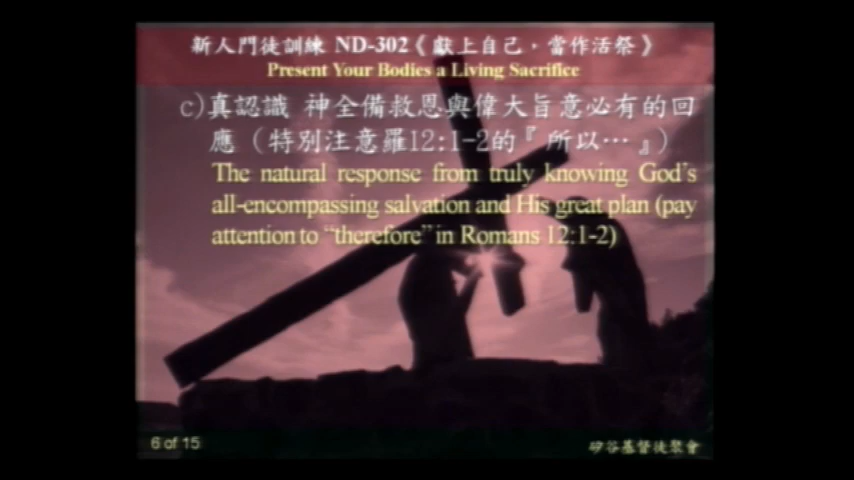 新人門徒訓練 ND-302《獻上自己，當作活祭》
Present Your Bodies a Living Sacrifice
c)真認識 神全備救恩與偉大旨意必有的回
應（特別注意羅12:1-2的『所以…』）
The natural response from truly knowing God's
all-encompassing salvation and His great plan (pay
attention to “therefore” in Romans 12:1-2)
6 of 15
矽谷基督徒聚會